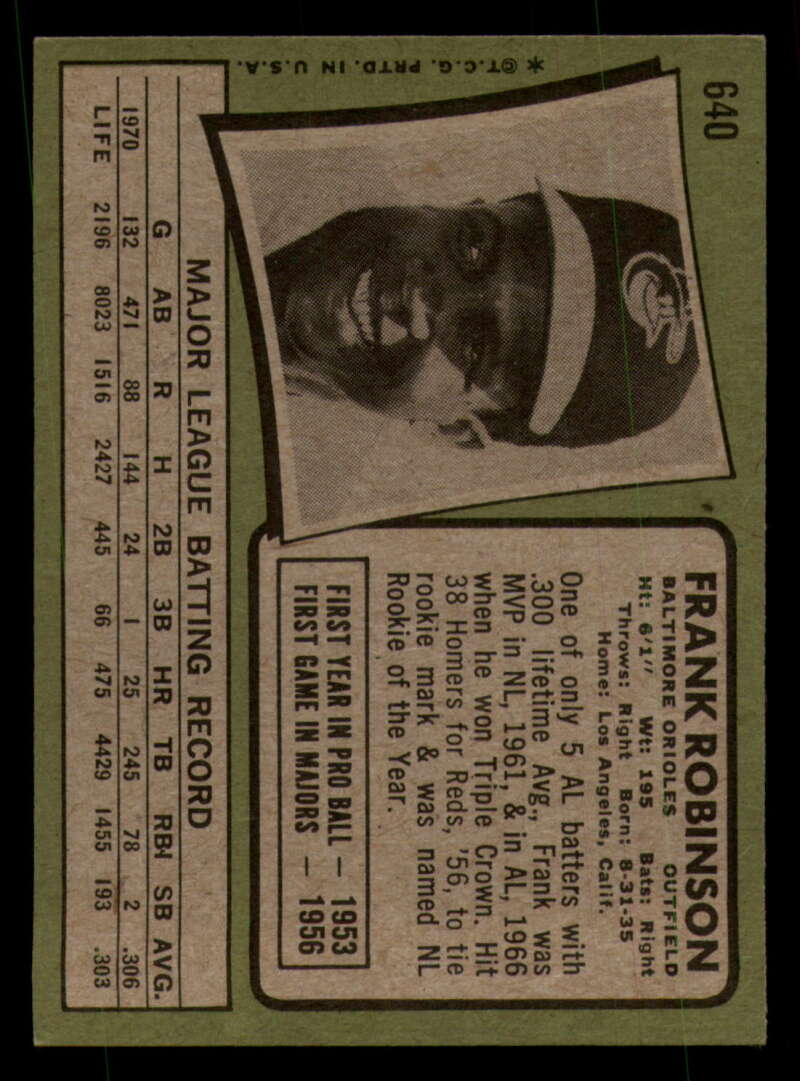 640
*©T.C.G. PRTD. IN U.S.A.
FRANK ROBINSON
BALTIMORE ORIOLES OUTFIELD
Ht: 6'1" Wt: 195 Bats: Right
Throws: Right Born: 8-31-35
Home: Los Angeles, Calif.
One of only 5 AL batters with
.300 lifetime Avg., Frank was
MVP in NL, 1961, & in AL, 1966
when he won Triple Crown. Hit
38 Homers for Reds, '56, to tie
rookie mark & was named NL
Rookie of the Year.
FIRST YEAR IN PRO BALL — 1953
FIRST GAME IN MAJORS — 1956
MAJOR LEAGUE BATTING RECORD
G AB R H 2B 3B HR TB RBI SB AVG.
1970 132 471 88 144 24 1 25 245 78 2 .306
LIFE 2196 8023 1516 2427 445 66 475 4429 1455 193 .303